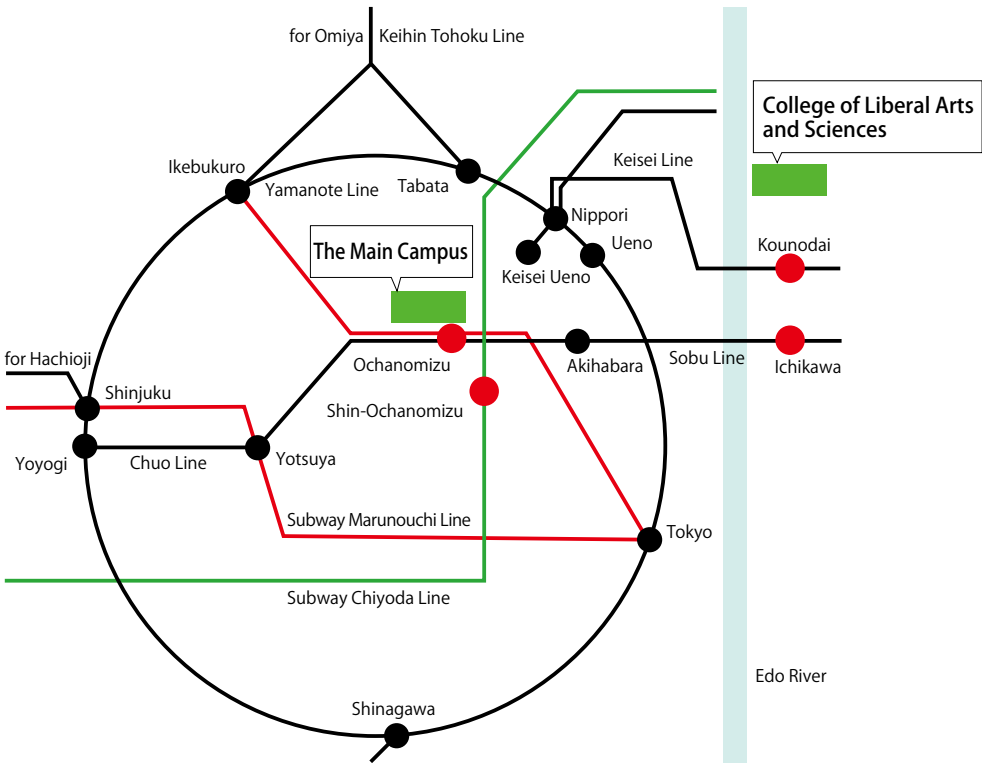 for Omiya
Keihin Tohoku Line
College of Liberal Arts
and Sciences
Ikebukuro
Yamanote Line
Tabata
Keisei Line
Nippori
Ueno
Keisei Ueno
Kounodai
The Main Campus
for Hachioji
Ochanomizu
Akihabara
Sobu Line
Ichikawa
Shinjuku
Shin-Ochanomizu
Yoyogi
Chuo Line
Yotsuya
Subway Marunouchi Line
Tokyo
Subway Chiyoda Line
Edo River
Shinagawa